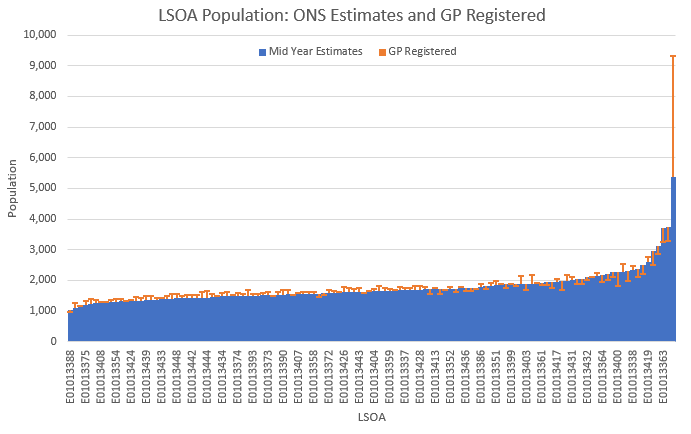 LSOA Population: ONS Estimates and GP Registered
Mid Year Estimates
GP Registered
10,000
9,000
8,000
7,000
6,000
5,000
4,000
3,000
2,000
1,000
0
Population
E01013388
E01013375
E01013408
E01013354
E01013424
E01013439
E01013433
E01013448
E01013442
E01013444
E01013434
E01013374
E01013393
E01013373
E01013390
E01013407
E01013358
E01013372
E01013426
E01013443
E01013404
E01013359
E01013337
E01013428
E01013413
E01013352
E01013436
E01013386
E01013351
E01013399
E01013403
E01013361
E01013417
E01013431
E01013432
E01013364
E01013400
E01013338
E01013419
E01013363
LSOA